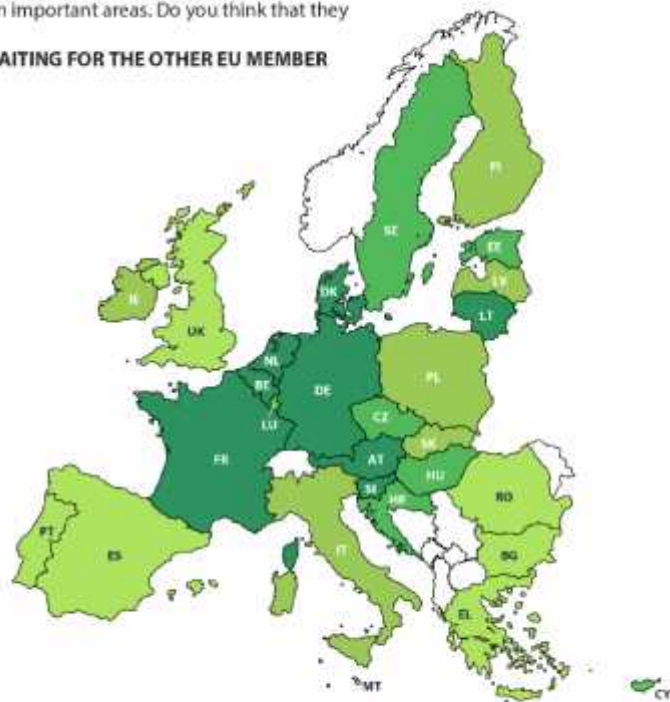 n important areas. Do you think that they
AITING FOR THE OTHER EU MEMBER
FI
SE
EE
LV
DK
LT
IE
UK
NL
BE
DE
PL
LU
CZ
SK
FR
AT
HU
SI
HR
RO
PT
ES
IT
BG
EL
MT
CY